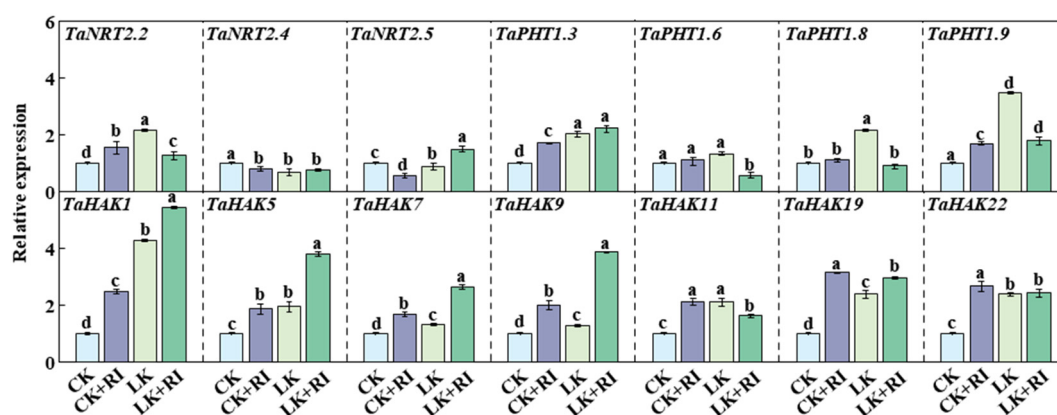 Relative expression
6
4
2
0
TaNRT2.2 TaNRT2.4 TaNRT2.5 TaPHT1.3 TaPHT1.6 TaPHT1.8 TaPHT1.9
d b a c a b b b c d b a d c a a a a a b b b a b a c d d
4
2
0
TaHAK1 TaHAK5 TaHAK7 TaHAK9 TaHAK11 TaHAK19 TaHAK22
d c b a c b b a d b c a d b c a c a a b d a c b c a b b
CK CK+RI LK LK+RI CK CK+RI LK LK+RI CK CK+RI LK LK+RI CK CK+RI LK LK+RI CK CK+RI LK LK+RI CK CK+RI LK LK+RI CK CK+RI LK LK+RI